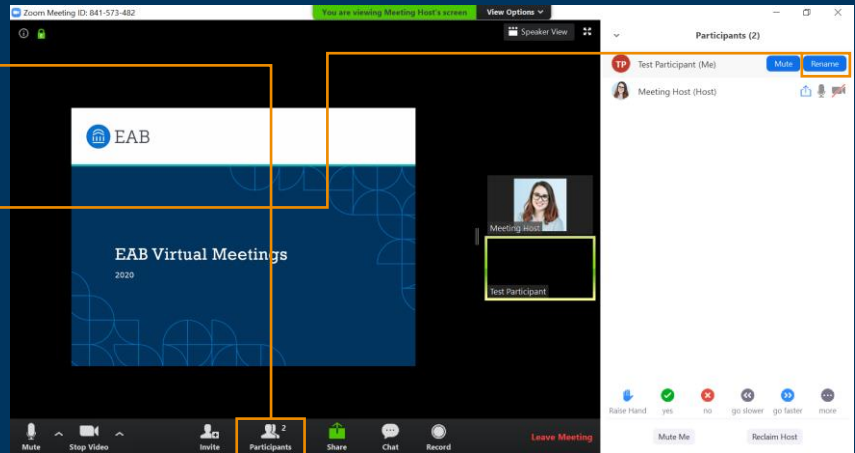 Zoom Meeting ID: 841-573-482
You are viewing Meeting Host's screen
View Options
Speaker View
EAB
EAB Virtual Meetings
2020
Meeting Host
Test Participant
Mute
Stop Video
Invite
Participants
2
Share
Chat
Record
Leave Meeting
Participants (2)
TP Test Participant (Me) Mute Rename
Meeting Host (Host)
Raise Hand yes no go slower go faster more
Mute Me Reclaim Host